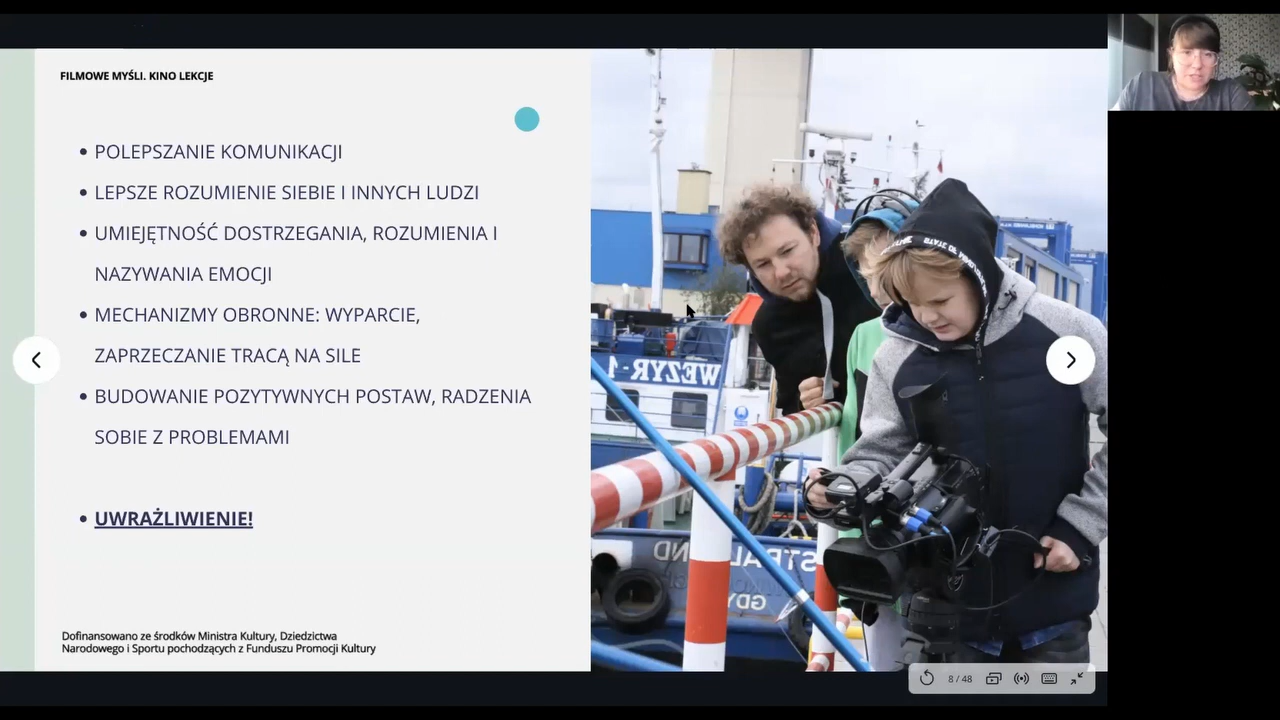 FILMOWE MYŚLI. KINO LEKCJE
• POLEPSZANIE KOMUNIKACJI
• LEPSZE ROZUMIENIE SIEBIE I INNYCH LUDZI
• UMIEJĘTNOŚĆ DOSTRZEGANIA, ROZUMIENIA I
NAZYWANIA EMOCJI
• MECHANIZMY OBRONNE: WYPARCIE,
ZAPRZECZANIE TRACĄ NA SILE
• BUDOWANIE POZYTYWNYCH POSTAW, RADZENIA
SOBIE Z PROBLEMAMI
• UWRAŻLIWIENIE!
Dofinansowano ze środków Ministra Kultury, Dziedzictwa
Narodowego i Sportu pochodzących z Funduszu Promocji Kultury
WEZYR-1
8 / 48